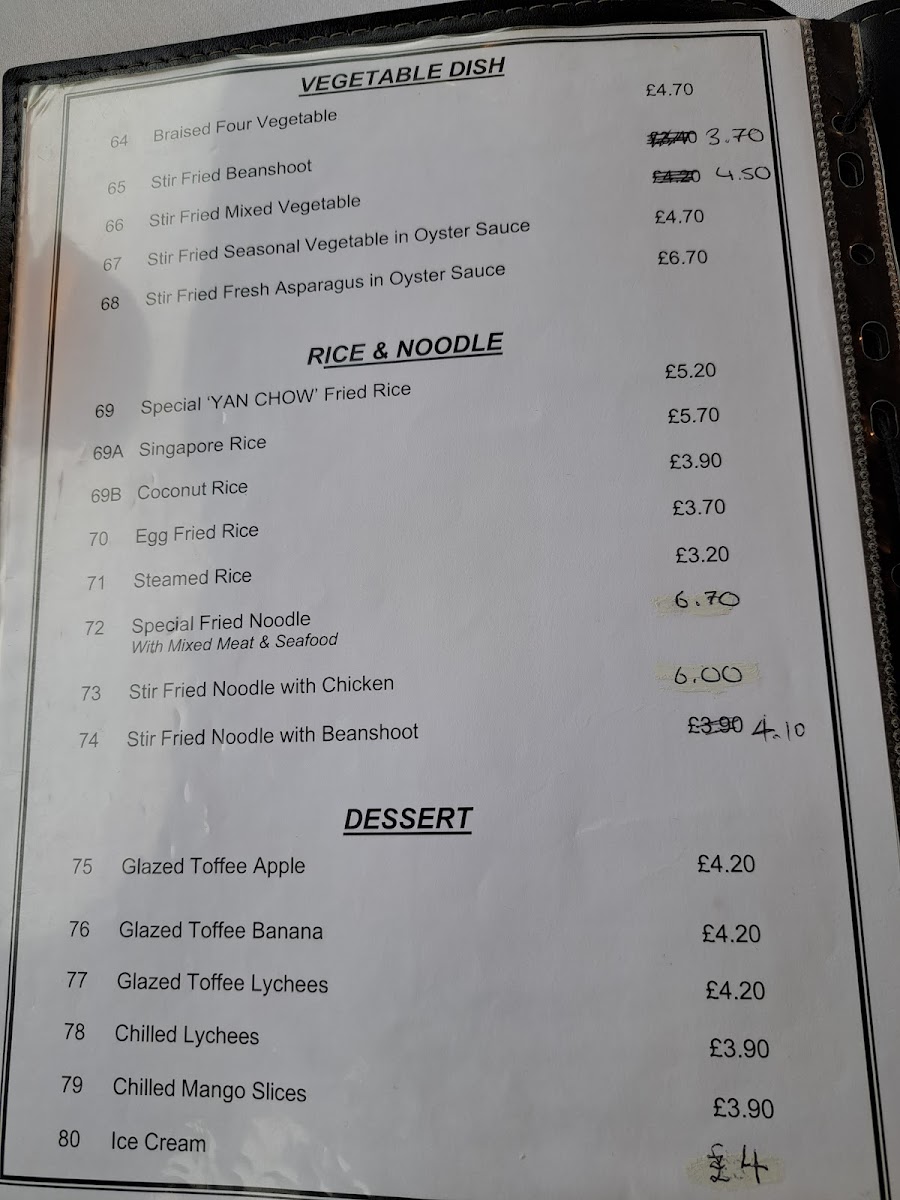 VEGETABLE DISH
64 Braised Four Vegetable £4.70
65 Stir Fried Beanshoot £3.40 3.70
66 Stir Fried Mixed Vegetable £4.20 4.50
67 Stir Fried Seasonal Vegetable in Oyster Sauce £4.70
68 Stir Fried Fresh Asparagus in Oyster Sauce £6.70
RICE & NOODLE
69 Special ‘YAN CHOW’ Fried Rice £5.20
69A Singapore Rice £5.70
69B Coconut Rice £3.90
70 Egg Fried Rice £3.70
71 Steamed Rice £3.20
72 Special Fried Noodle 6.70
With Mixed Meat & Seafood
73 Stir Fried Noodle with Chicken 6.00
74 Stir Fried Noodle with Beanshoot £3.90 4.10
DESSERT
75 Glazed Toffee Apple £4.20
76 Glazed Toffee Banana £4.20
77 Glazed Toffee Lychees £4.20
78 Chilled Lychees £3.90
79 Chilled Mango Slices £3.90
80 Ice Cream £.4